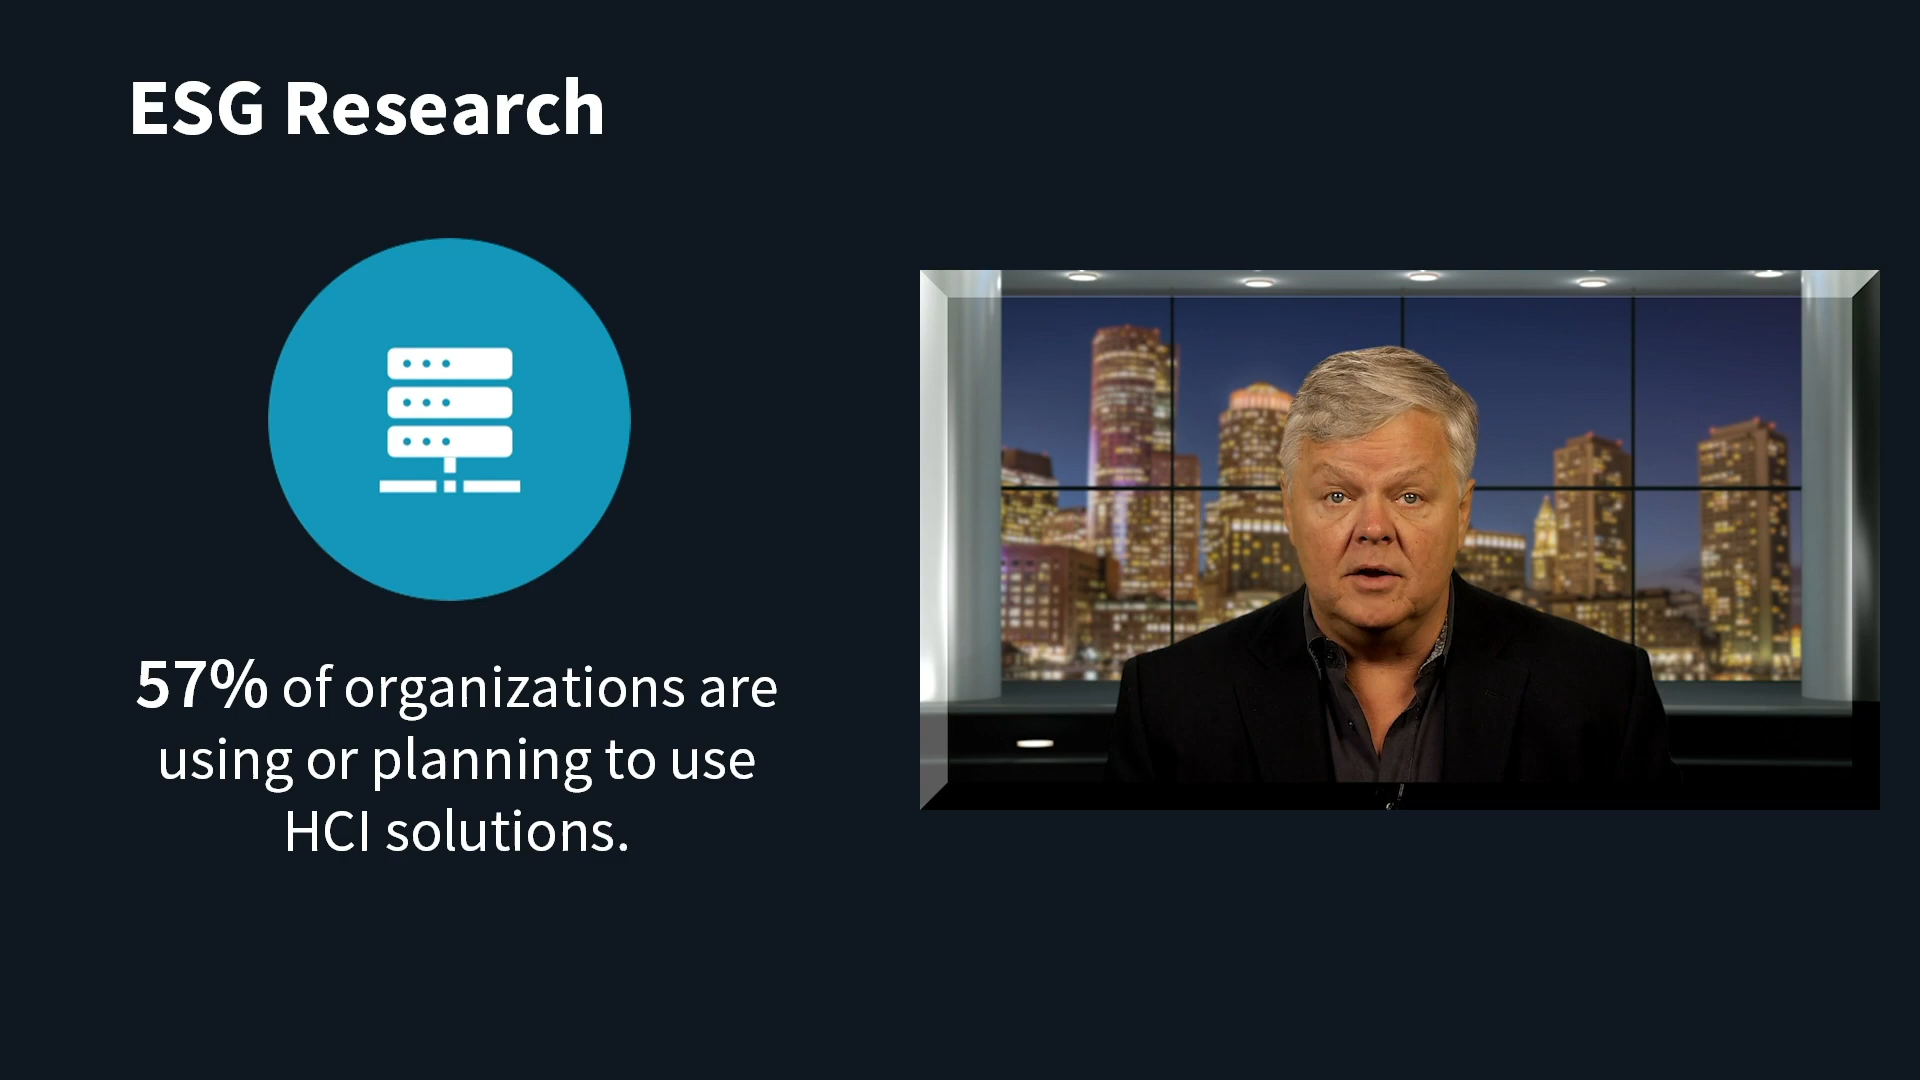 ESG Research
57% of organizations are
using or planning to use
HCI solutions.